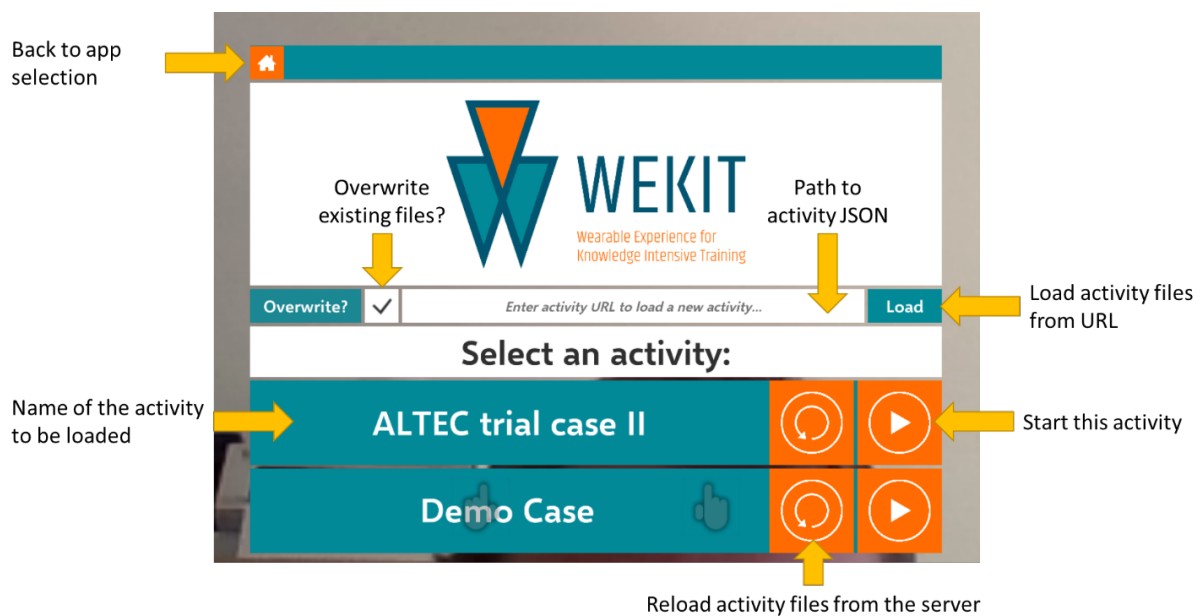 Back to app
selection
WEKIT
Wearable Experience for
Knowledge Intensive Training
Overwrite
existing files?
Path to
activity JSON
Overwrite?
Enter activity URL to load a new activity...
Load
Load activity files
from URL
Select an activity:
Name of the activity
to be loaded
ALTEC trial case II
Start this activity
Demo Case
Reload activity files from the server